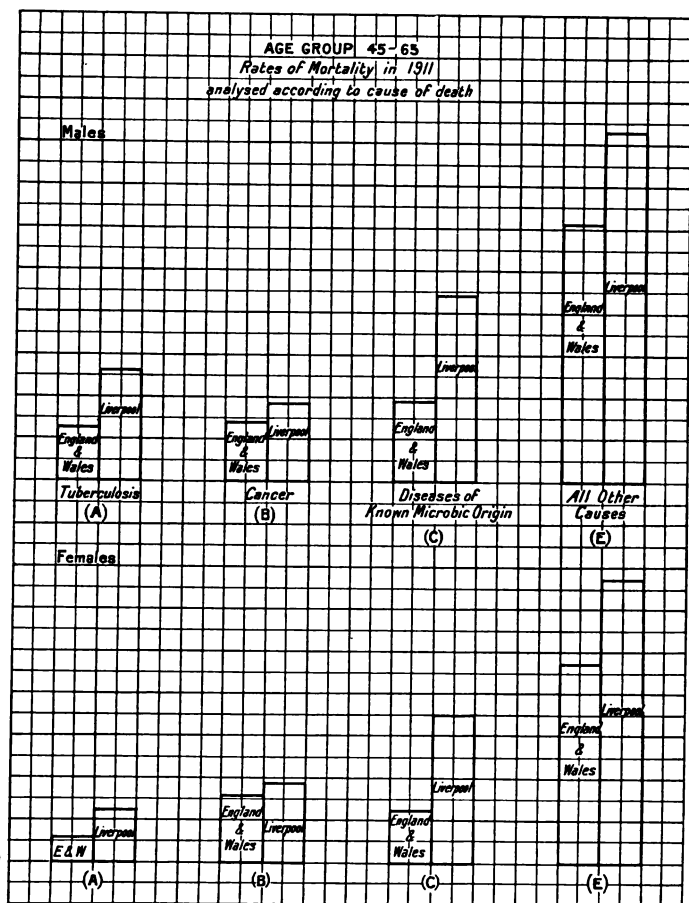 AGE GROUP 45-65
Rates of Mortality in 1911
analysed according to cause of death
Males
England
&
Wales
Liverpool
England
&
Wales
Liverpool
England
&
Wales
Liverpool
England
&
Wales
Liverpool
Tuberculosis
(A)
Cancer
(B)
Diseases of
Known Microbic Origin
(C)
All Other
Causes
(E)
Females
E & W
Liverpool
England
&
Wales
Liverpool
England
&
Wales
Liverpool
England
&
Wales
Liverpool
(A)
(B)
(C)
(E)